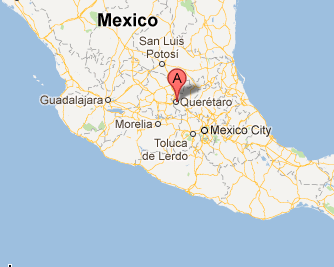 Mexico
San Luis
Potosí
A
Guadalajara
Querétaro
Morelia
Mexico City
Toluca
de Lerdo